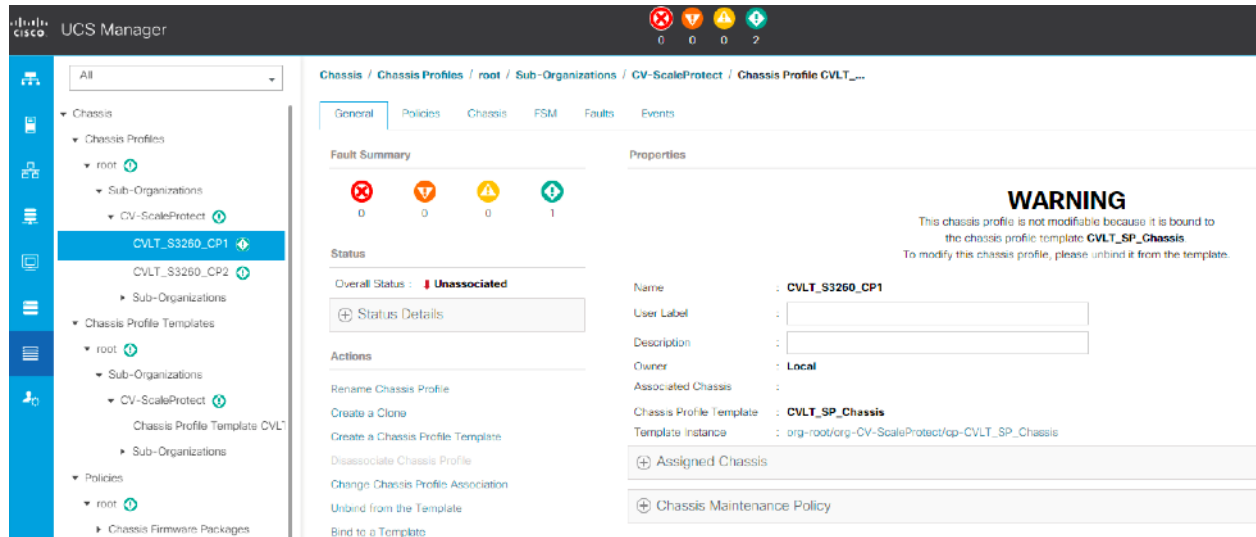 cisco UCS Manager
0 0 0 2
All
Chassis
Chassis Profiles
root
Sub-Organizations
CV-ScaleProtect
CVLT_S3260_CP1
CVLT_S3260_CP2
Sub-Organizations
Chassis Profile Templates
root
Sub-Organizations
CV-ScaleProtect
Chassis Profile Template CVLT
Sub-Organizations
Policies
root
Chassis Firmware Packages
Chassis / Chassis Profiles / root / Sub-Organizations / CV-ScaleProtect / Chassis Profile CVLT_...
General Policies Chassis FSM Faults Events
Fault Summary
0 0 0 1
Status
Overall Status : Unassociated
Status Details
Actions
Rename Chassis Profile
Create a Clone
Create a Chassis Profile Template
Disassociate Chassis Profile
Change Chassis Profile Association
Unbind from the Template
Bind to a Template
Properties
WARNING
This chassis profile is not modifiable because it is bound to
the chassis profile template CVLT_SP_Chassis.
To modify this chassis profile, please unbind it from the template.
Name : CVLT_S3260_CP1
User Label :
Description :
Owner : Local
Associated Chassis :
Chassis Profile Template : CVLT_SP_Chassis
Template Instance : org-root/org-CV-ScaleProtect/cp-CVLT_SP_Chassis
Assigned Chassis
Chassis Maintenance Policy